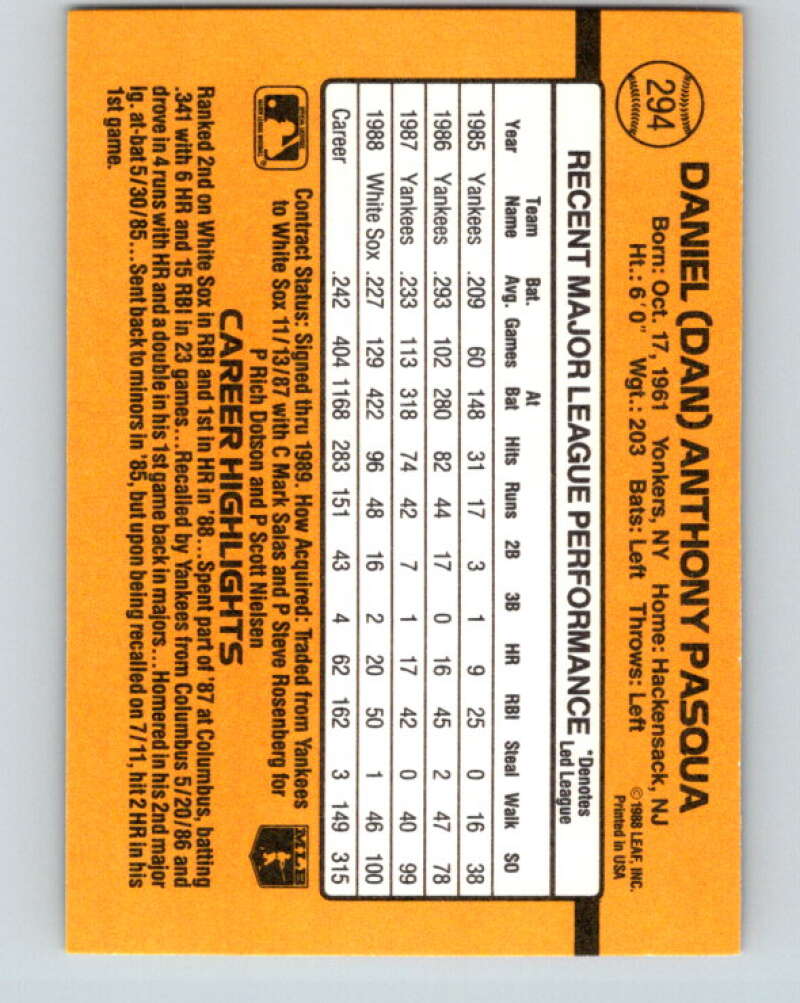 294
DANIEL (DAN) ANTHONY PASQUA
Born: Oct. 17, 1961 Yonkers, NY Home: Hackensack, NJ
Ht.: 6' 0" Wgt.: 203 Bats: Left Throws: Left
©1988 LEAF, INC.
Printed in USA
RECENT MAJOR LEAGUE PERFORMANCE
*Denotes
Led League
Year Team Name Bat. Avg. Games At Bat Hits Runs 2B 3B HR RBI Steal Walk SO
1985 Yankees .209 60 148 31 17 3 1 9 25 0 16 38
1986 Yankees .293 102 280 82 44 17 0 16 45 2 47 78
1987 Yankees .233 113 318 74 42 7 1 17 42 0 40 99
1988 White Sox .227 129 422 96 48 16 2 20 50 1 46 100
Career .242 404 1168 283 151 43 4 62 162 3 149 315
Contract Status: Signed thru 1989. How Acquired: Traded from Yankees
to White Sox 11/13/87 with C Mark Salas and P Steve Rosenberg for
P Rich Dotson and P Scott Nielsen
MLB
CAREER HIGHLIGHTS
Ranked 2nd on White Sox in RBI and 1st in HR in '88...Spent part of '87 at Columbus, batting
.341 with 6 HR and 15 RBI in 23 games...Recalled by Yankees from Columbus 5/20/86 and
drove in 4 runs with HR and a double in his 1st game back in majors...Homered in his 2nd major
lg. at-bat 5/30/85...Sent back to minors in '85, but upon being recalled on 7/11, hit 2 HR in his
1st game.